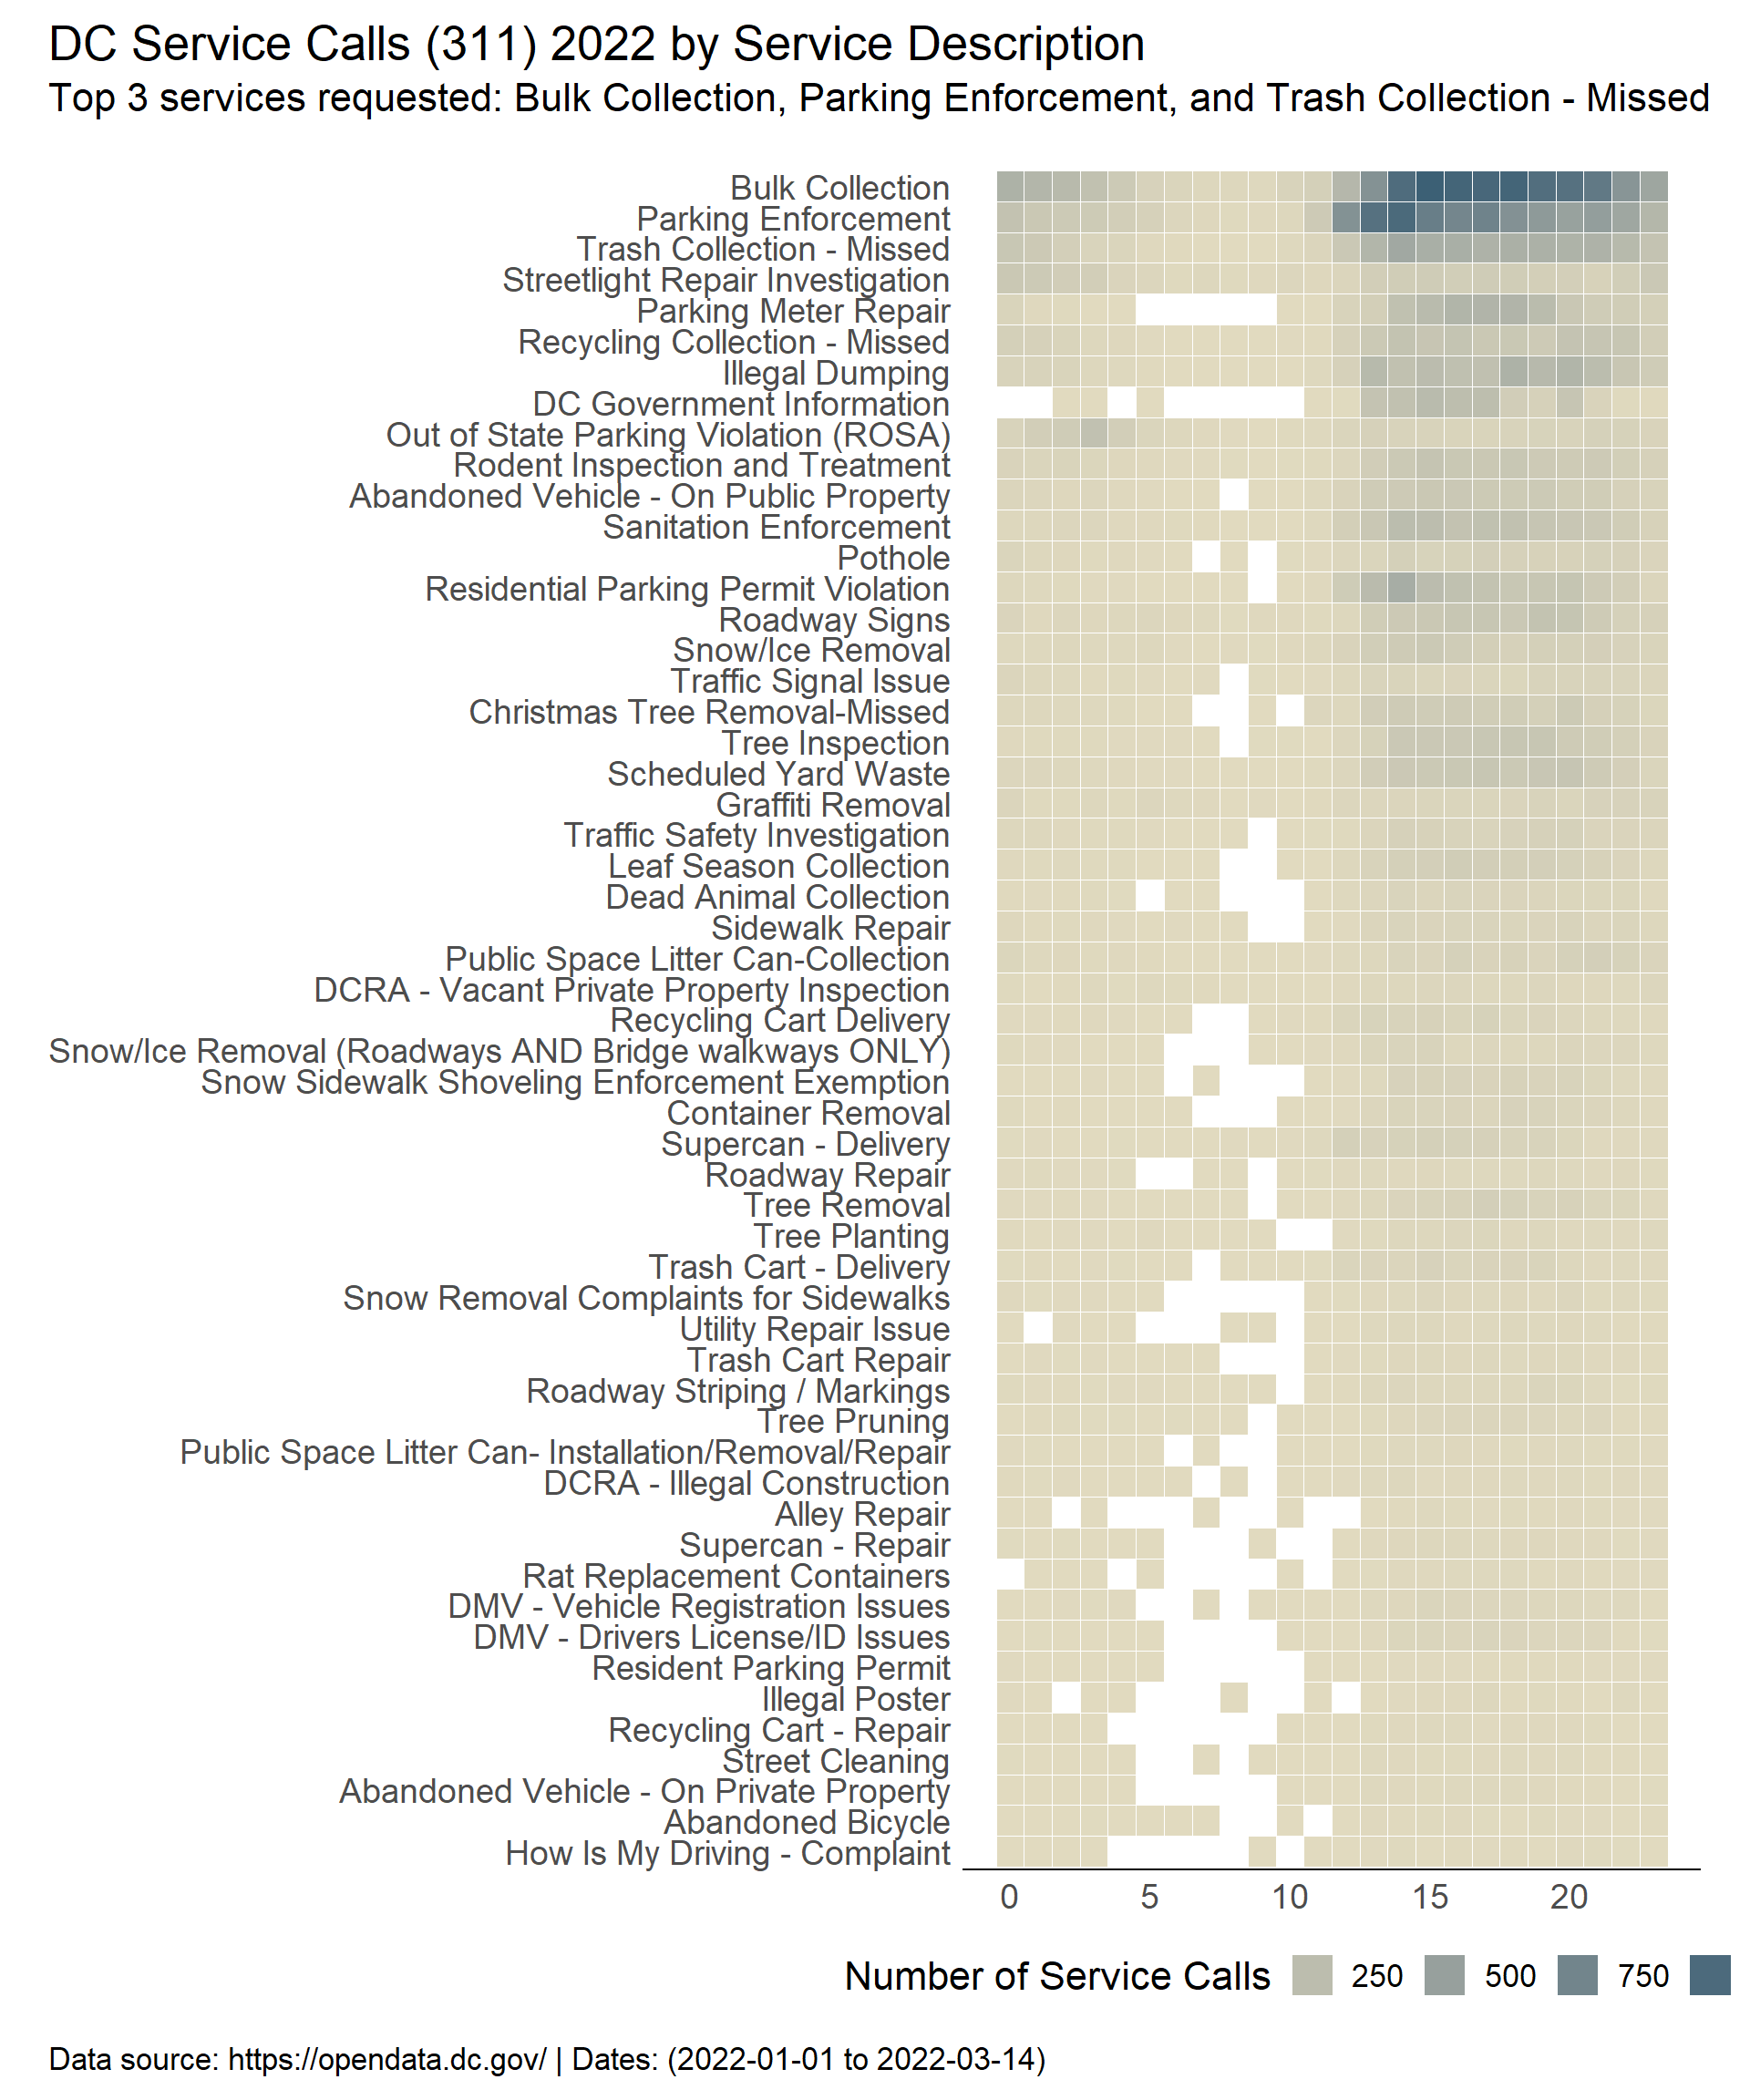 DC Service Calls (311) 2022 by Service Description
Top 3 services requested: Bulk Collection, Parking Enforcement, and Trash Collection - Missed
Bulk Collection
Parking Enforcement
Trash Collection - Missed
Streetlight Repair Investigation
Parking Meter Repair
Recycling Collection - Missed
Illegal Dumping
DC Government Information
Out of State Parking Violation (ROSA)
Rodent Inspection and Treatment
Abandoned Vehicle - On Public Property
Sanitation Enforcement
Pothole
Residential Parking Permit Violation
Roadway Signs
Snow/Ice Removal
Traffic Signal Issue
Christmas Tree Removal-Missed
Tree Inspection
Scheduled Yard Waste
Graffiti Removal
Traffic Safety Investigation
Leaf Season Collection
Dead Animal Collection
Sidewalk Repair
Public Space Litter Can-Collection
DCRA - Vacant Private Property Inspection
Recycling Cart Delivery
Snow/Ice Removal (Roadways AND Bridge walkways ONLY)
Snow Sidewalk Shoveling Enforcement Exemption
Container Removal
Supercan - Delivery
Roadway Repair
Tree Removal
Tree Planting
Trash Cart - Delivery
Snow Removal Complaints for Sidewalks
Utility Repair Issue
Trash Cart Repair
Roadway Striping / Markings
Tree Pruning
Public Space Litter Can- Installation/Removal/Repair
DCRA - Illegal Construction
Alley Repair
Supercan - Repair
Rat Replacement Containers
DMV - Vehicle Registration Issues
DMV - Drivers License/ID Issues
Resident Parking Permit
Illegal Poster
Recycling Cart - Repair
Street Cleaning
Abandoned Vehicle - On Private Property
Abandoned Bicycle
How Is My Driving - Complaint
0 5 10 15 20
Number of Service Calls 250 500 750
Data source: https://opendata.dc.gov/ | Dates: (2022-01-01 to 2022-03-14)